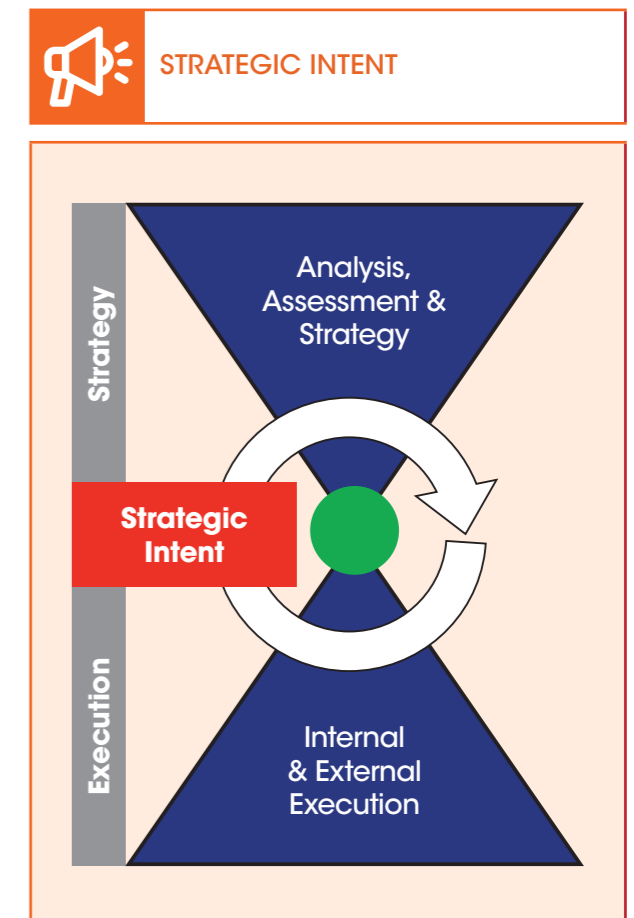 STRATEGIC INTENT
Strategy
Analysis,
Assessment &
Strategy
Strategic
Intent
Execution
Internal
& External
Execution